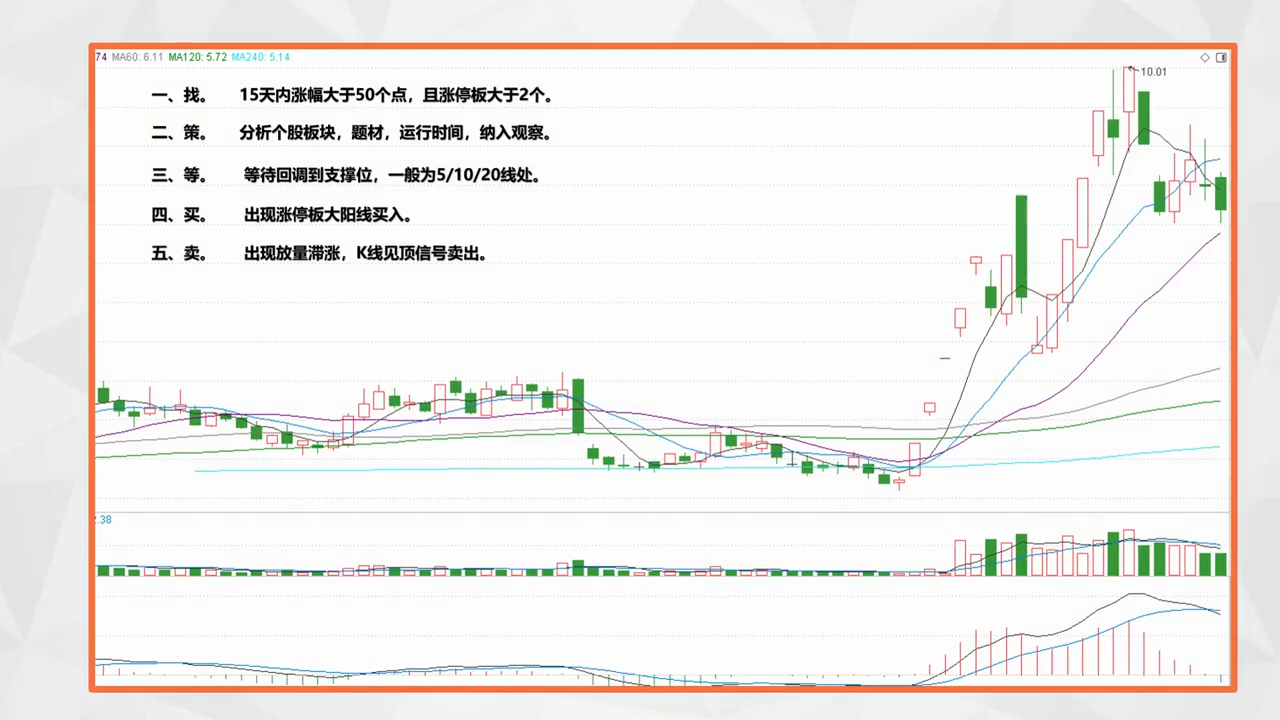 74 MA60: 6.11 MA120: 5.72 MA240: 5.14
10.01
一、找。 15天内涨幅大于50个点，且涨停板大于2个。
二、策。 分析个股板块，题材，运行时间，纳入观察。
三、等。 等待回调到支撑位，一般为5/10/20线处。
四、买。 出现涨停板大阳线买入。
五、卖。 出现放量滞涨，K线见顶信号卖出。
2.38